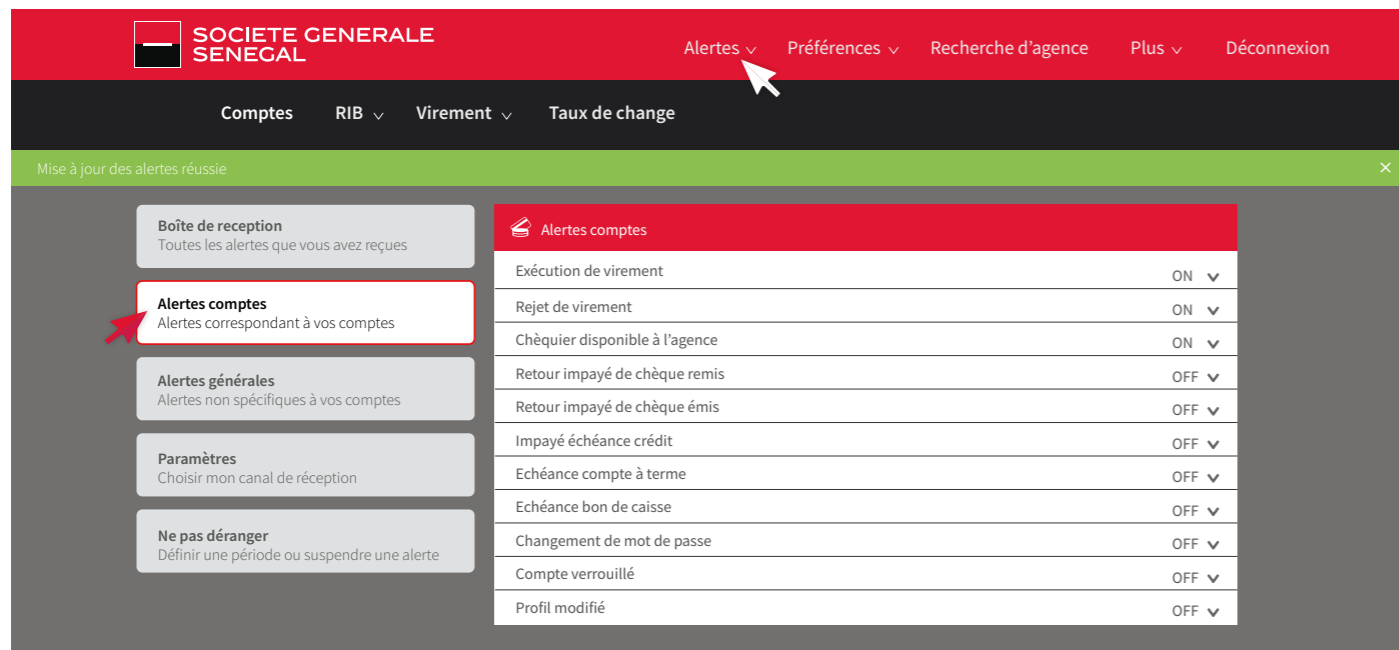 SOCIETE GENERALE
SENEGAL
Alertes Préférences Recherche d'agence Plus Déconnexion
Comptes RIB Virement Taux de change
Mise à jour des alertes réussie ×
Boîte de reception
Toutes les alertes que vous avez reçues
Alertes comptes
Alertes correspondant à vos comptes
Alertes générales
Alertes non spécifiques à vos comptes
Paramètres
Choisir mon canal de réception
Ne pas déranger
Définir une période ou suspendre une alerte
Alertes comptes
Exécution de virement ON
Rejet de virement ON
Chèquier disponible à l'agence ON
Retour impayé de chèque remis OFF
Retour impayé de chèque émis OFF
Impayé échéance crédit OFF
Echéance compte à terme OFF
Echéance bon de caisse OFF
Changement de mot de passe OFF
Compte verrouillé OFF
Profil modifié OFF